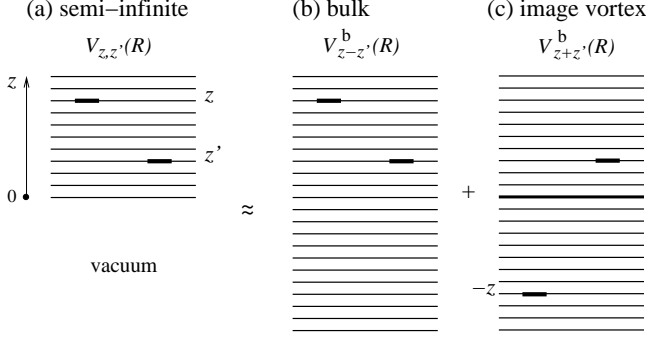 (a) semi–infinite
V_{z,z'}(R)
z
z
z'
0
vacuum
≈
(b) bulk
V^b_{z−z'}(R)
+
(c) image vortex
V^b_{z+z'}(R)
−z